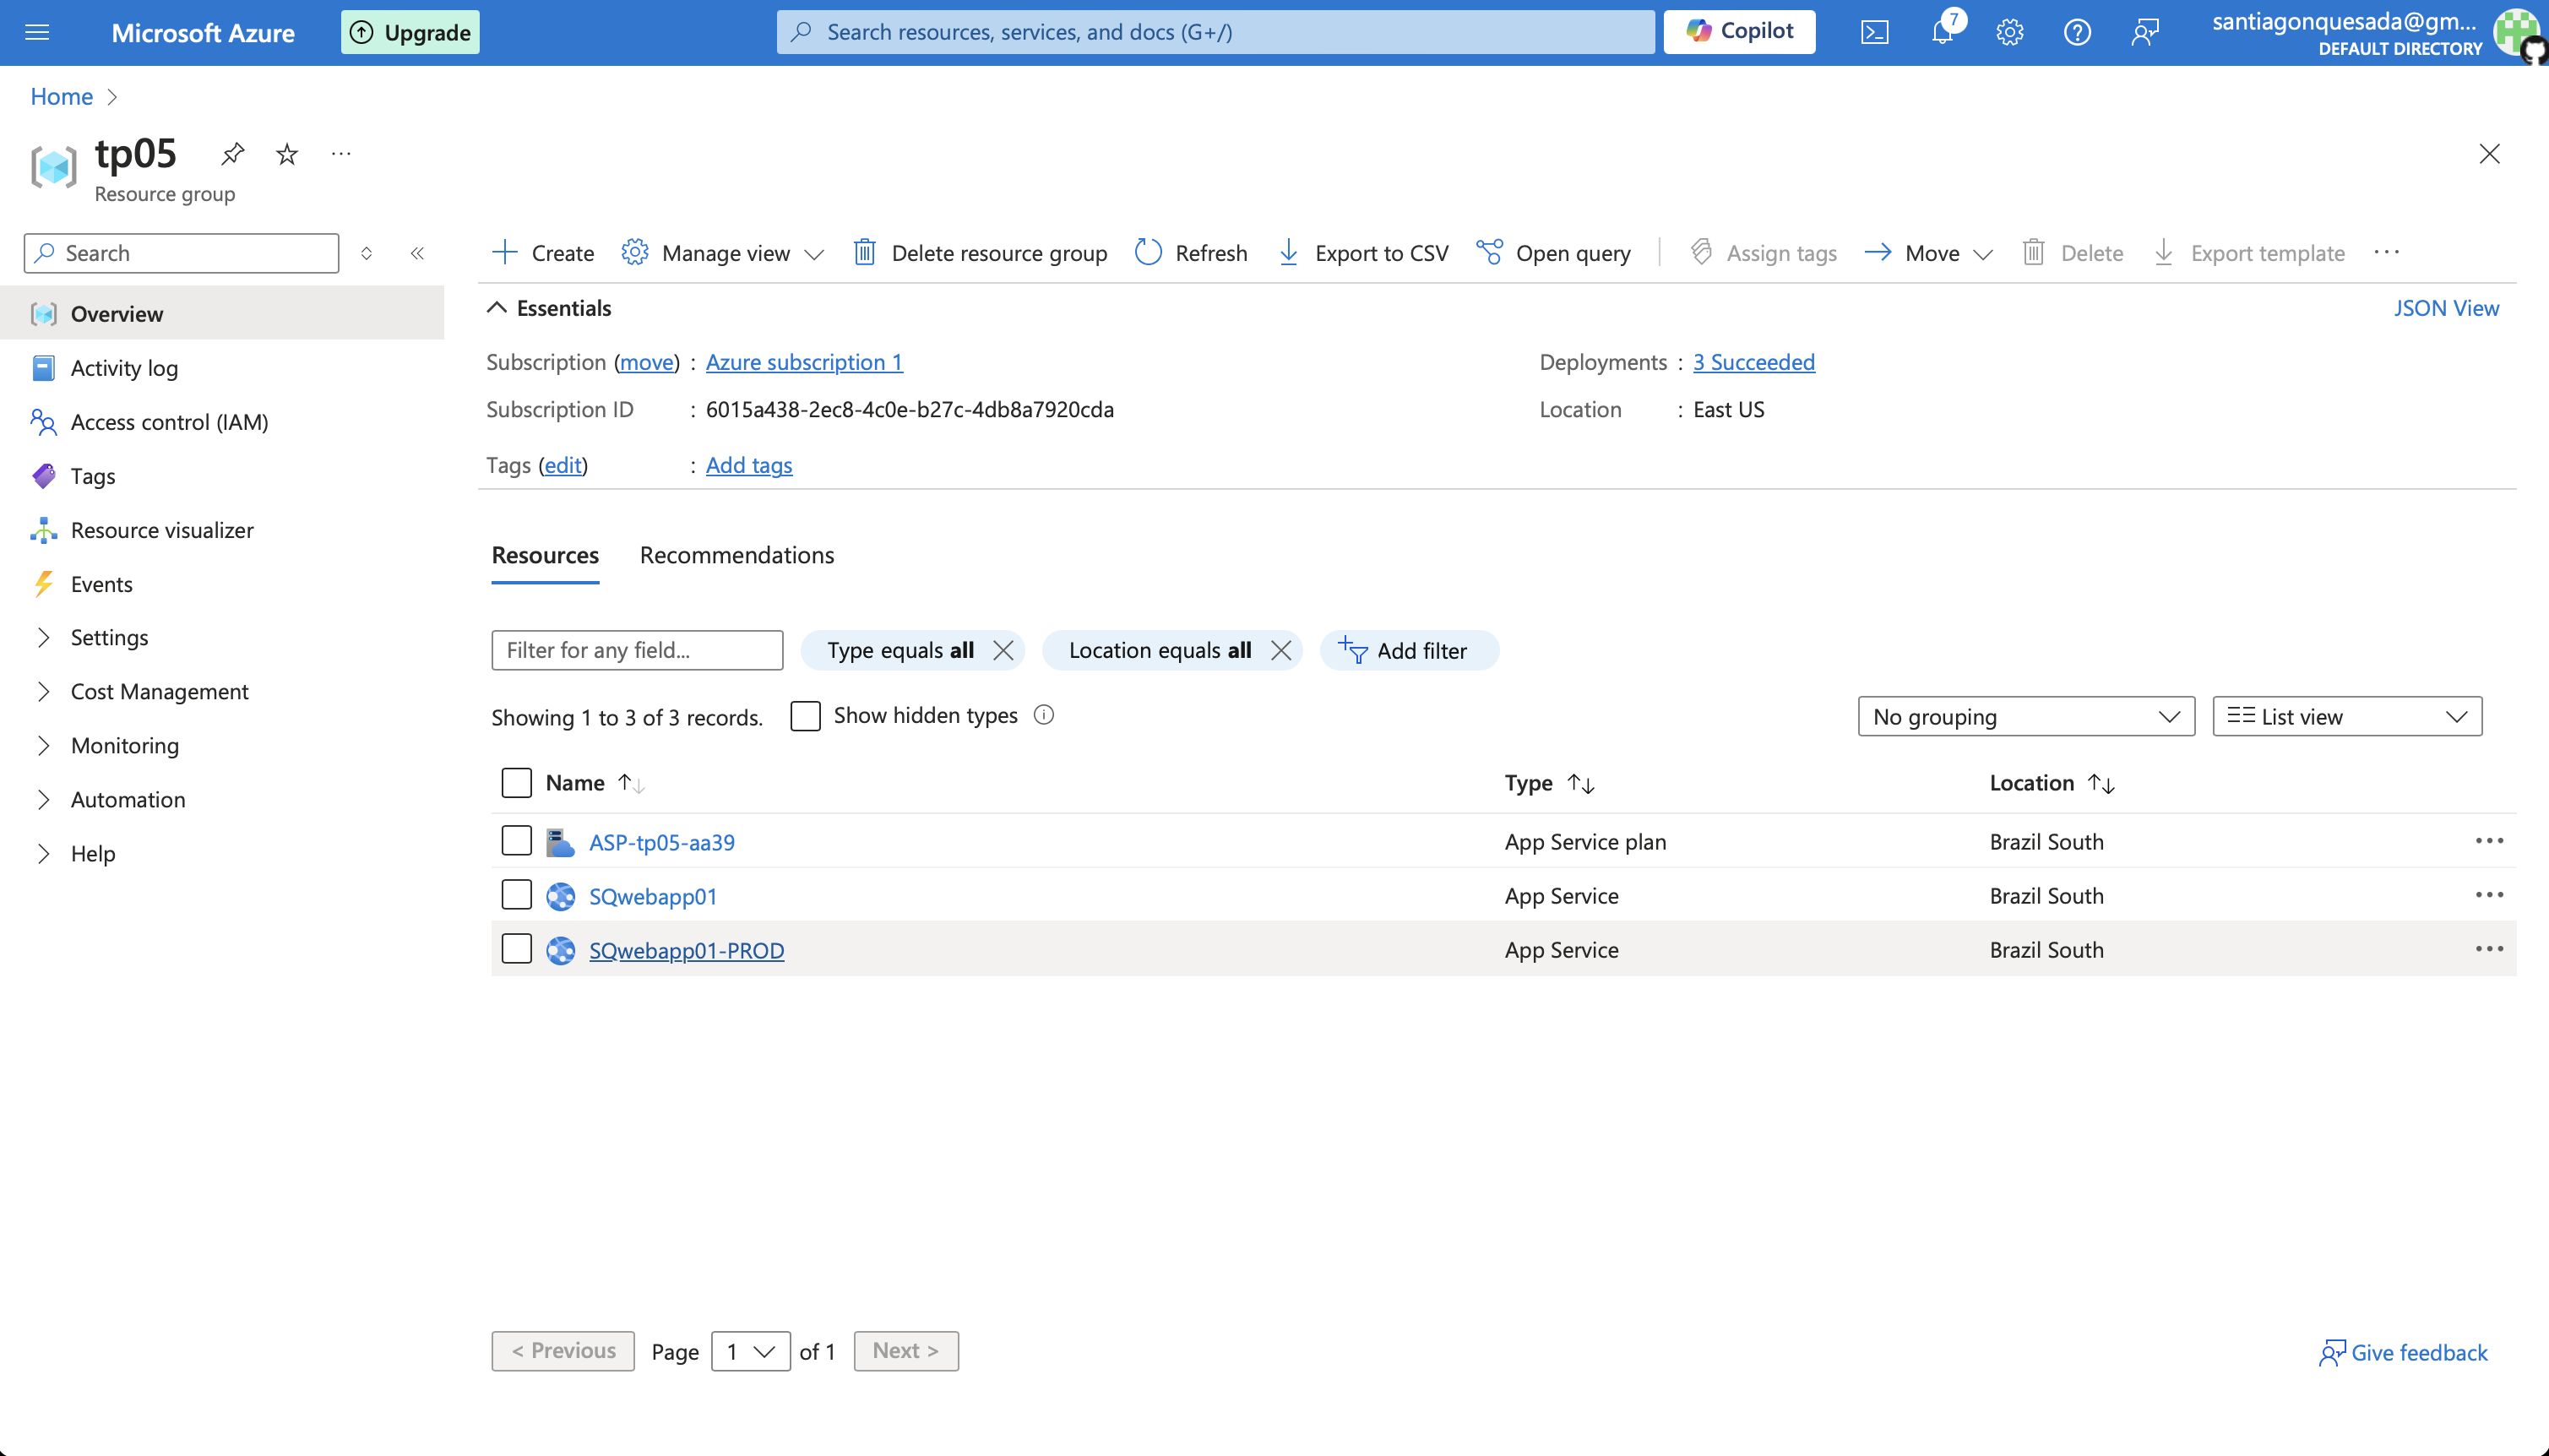 Microsoft Azure
Upgrade
Search resources, services, and docs (G+/)
Copilot
7
santiagonquesada@gm...
DEFAULT DIRECTORY
Home
tp05
Resource group
Search
Create
Manage view
Delete resource group
Refresh
Export to CSV
Open query
Assign tags
Move
Delete
Export template
Overview
Activity log
Access control (IAM)
Tags
Resource visualizer
Events
Settings
Cost Management
Monitoring
Automation
Help
Essentials
JSON View
Subscription (move) : Azure subscription 1
Subscription ID : 6015a438-2ec8-4c0e-b27c-4db8a7920cda
Tags (edit) : Add tags
Deployments : 3 Succeeded
Location : East US
Resources Recommendations
Filter for any field...
Type equals all
Location equals all
Add filter
Showing 1 to 3 of 3 records.
Show hidden types
No grouping
List view
Name Type Location
ASP-tp05-aa39 App Service plan Brazil South
SQwebapp01 App Service Brazil South
SQwebapp01-PROD App Service Brazil South
< Previous Page 1 of 1 Next >
Give feedback